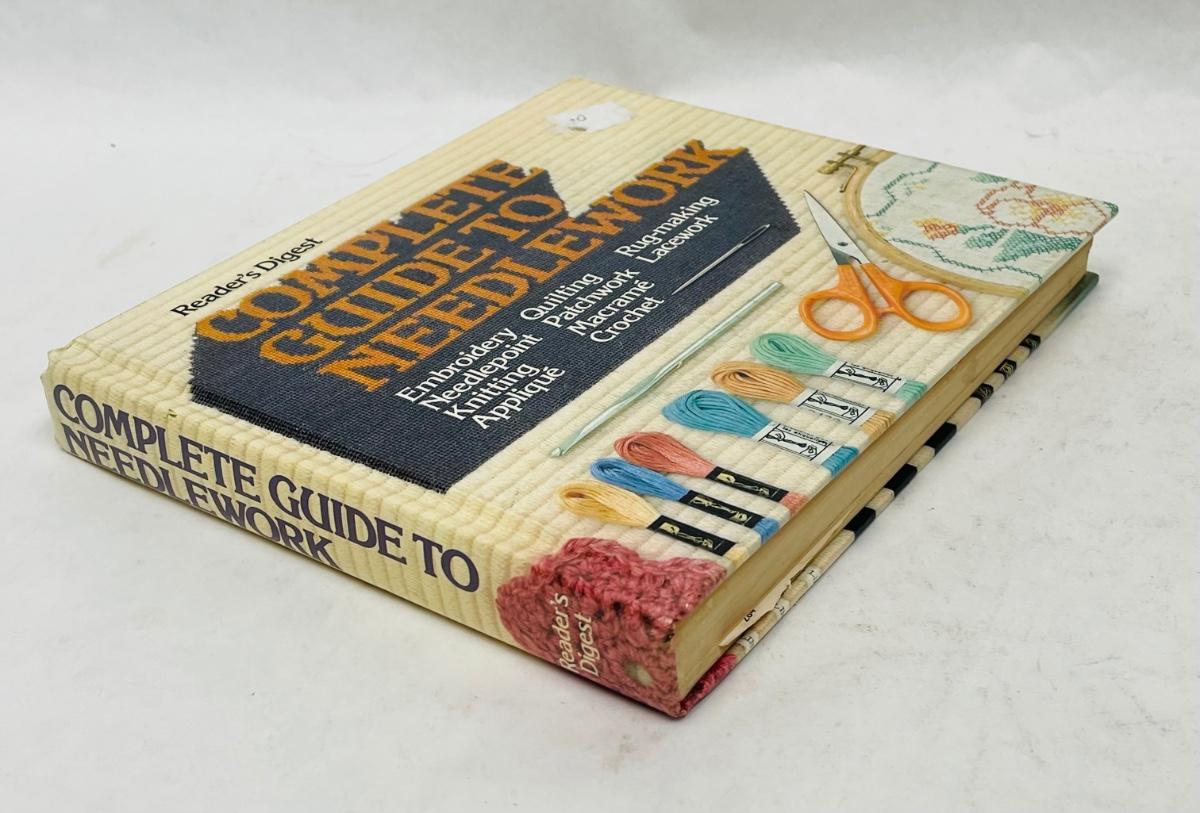 Reader's Digest
COMPLETE
GUIDE TO
NEEDLEWORK
Embroidery
Needlepoint
Knitting
Appliqué
Quilting
Patchwork
Macramé
Crochet
Rug-making
Lacework
COMPLETE GUIDE TO
NEEDLEWORK
Reader's
Digest